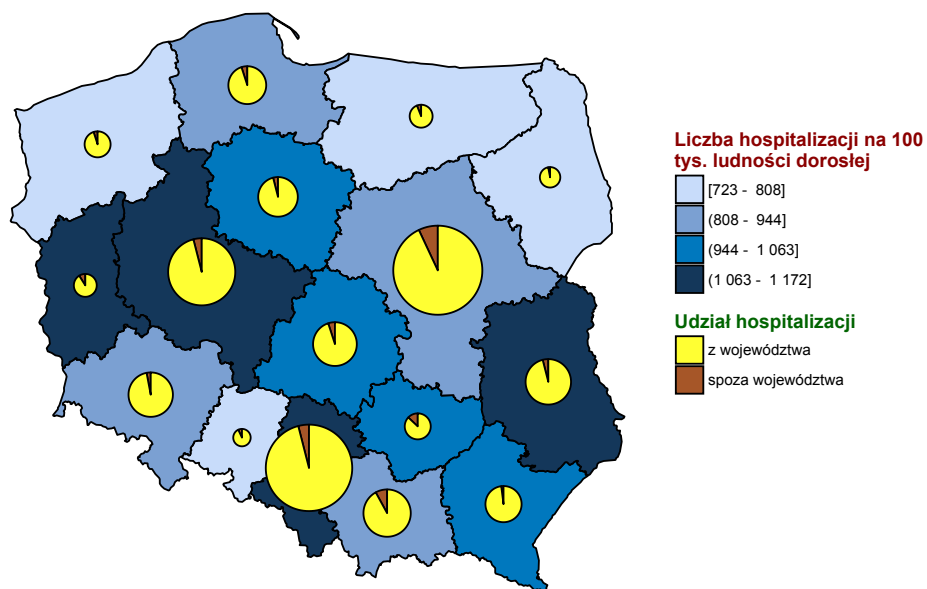 Liczba hospitalizacji na 100
tys. ludności dorosłej
[723 - 808]
(808 - 944]
(944 - 1 063]
(1 063 - 1 172]
Udział hospitalizacji
z województwa
spoza województwa